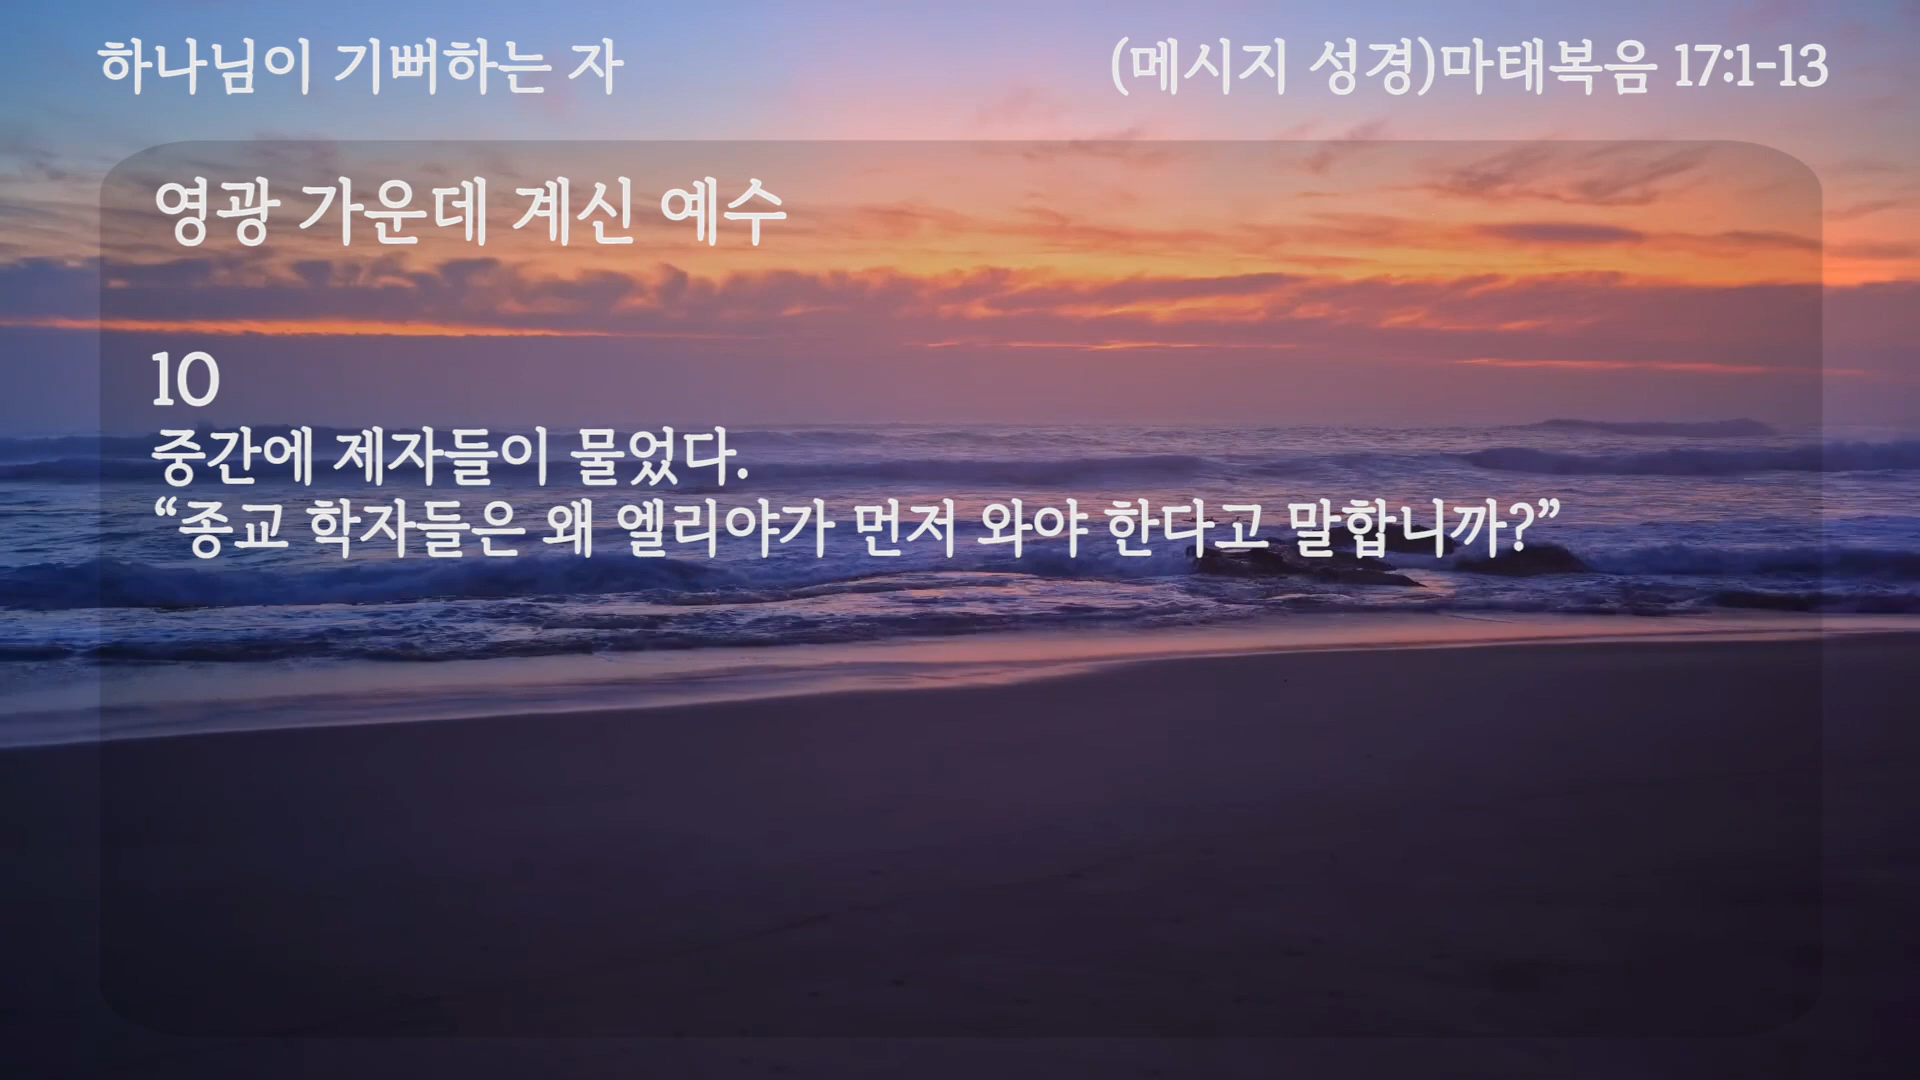 하나님이 기뻐하는 자
(메시지 성경)마태복음 17:1-13
영광 가운데 계신 예수
10
중간에 제자들이 물었다.
“종교 학자들은 왜 엘리야가 먼저 와야 한다고 말합니까?”